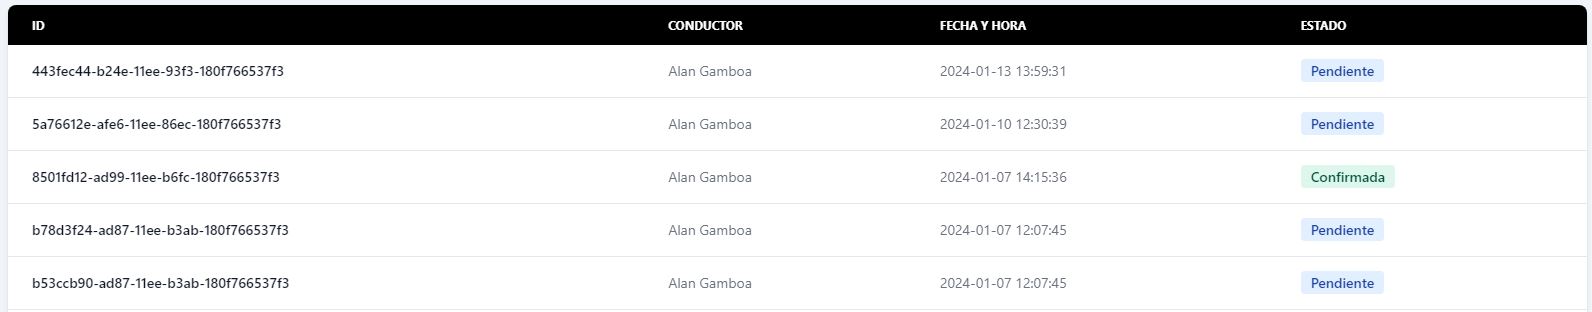 ID CONDUCTOR FECHA Y HORA ESTADO
443fec44-b24e-11ee-93f3-180f766537f3 Alan Gamboa 2024-01-13 13:59:31 Pendiente
5a76612e-afe6-11ee-86ec-180f766537f3 Alan Gamboa 2024-01-10 12:30:39 Pendiente
8501fd12-ad99-11ee-b6fc-180f766537f3 Alan Gamboa 2024-01-07 14:15:36 Confirmada
b78d3f24-ad87-11ee-b3ab-180f766537f3 Alan Gamboa 2024-01-07 12:07:45 Pendiente
b53ccb90-ad87-11ee-b3ab-180f766537f3 Alan Gamboa 2024-01-07 12:07:45 Pendiente